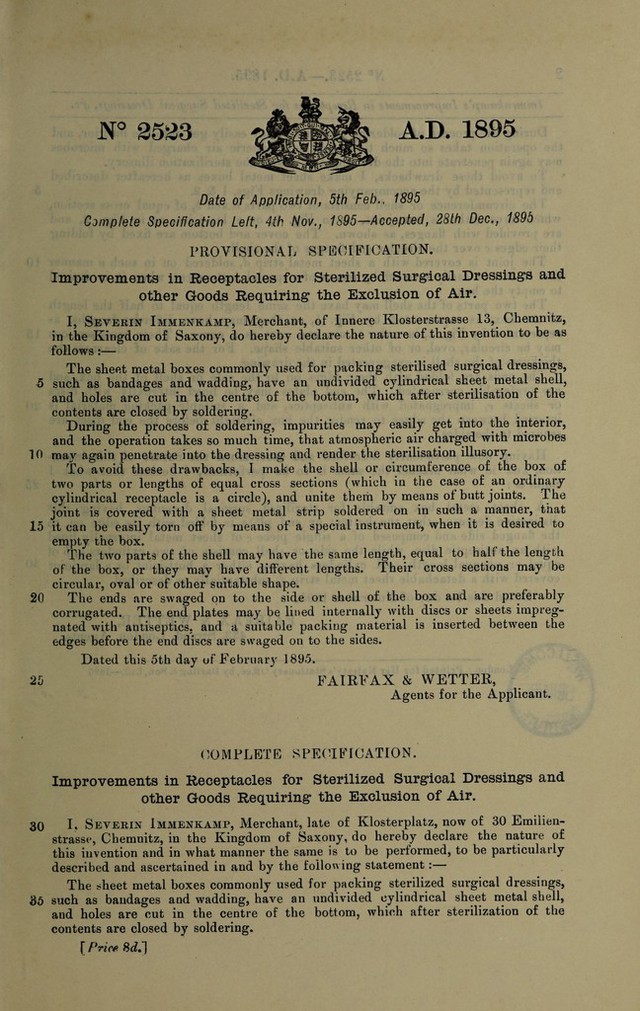 N° 2523 A.D. 1895
Date of Application, 5th Feb.. 1895
Complete Specification Left, 4th Nov., 1895—Accepted, 28th Dec., 1895
PROVISIONAL SPECIFICATION.
Improvements in Receptacles for Sterilized Surgical Dressings and
other Goods Requiring the Exclusion of Air.
I, SEVERIN IMMENKAMP, Merchant, of Innere Klosterstrasse 13, Chemnitz,
in the Kingdom of Saxony, do hereby declare the nature of this invention to be as
follows:—
The sheet metal boxes commonly used for packing sterilised surgical dressings,
5 such as bandages and wadding, have an undivided cylindrical sheet metal shell,
and holes are cut in the centre of the bottom, which after sterilisation of the
contents are closed by soldering.
During the process of soldering, impurities may easily get into the interior,
and the operation takes so much time, that atmospheric air charged with microbes
10 may again penetrate into the dressing and render the sterilisation illusory.
To avoid these drawbacks, I make the shell or circumference of the box of
two parts or lengths of equal cross sections (which in the case of an ordinary
cylindrical receptacle is a circle), and unite them by means of butt joints. The
joint is covered with a sheet metal strip soldered on in such a manner, that
15 it can be easily torn off by means of a special instrument, when it is desired to
empty the box.
The two parts of the shell may have the same length, equal to half the length
of the box, or they may have different lengths. Their cross sections may be
circular, oval or of other suitable shape.
20 The ends are swaged on to the side or shell of the box and are preferably
corrugated. The end plates may be lined internally with discs or sheets impreg-
nated with antiseptics, and a suitable packing material is inserted between the
edges before the end discs are swaged on to the sides.
Dated this 5th day of February 1895.
25 FAIRFAX & WETTER,
Agents for the Applicant.
COMPLETE SPECIFICATION.
Improvements in Receptacles for Sterilized Surgical Dressings and
other Goods Requiring the Exclusion of Air.
30 I, SEVERIN IMMENKAMP, Merchant, late of Klosterplatz, now of 30 Emilien-
strasse, Chemnitz, in the Kingdom of Saxony, do hereby declare the nature of
this invention and in what manner the same is to be performed, to be particularly
described and ascertained in and by the following statement:—
The sheet metal boxes commonly used for packing sterilized surgical dressings,
35 such as bandages and wadding, have an undivided cylindrical sheet metal shell,
and holes are cut in the centre of the bottom, which after sterilization of the
contents are closed by soldering.
[Price 8d.]